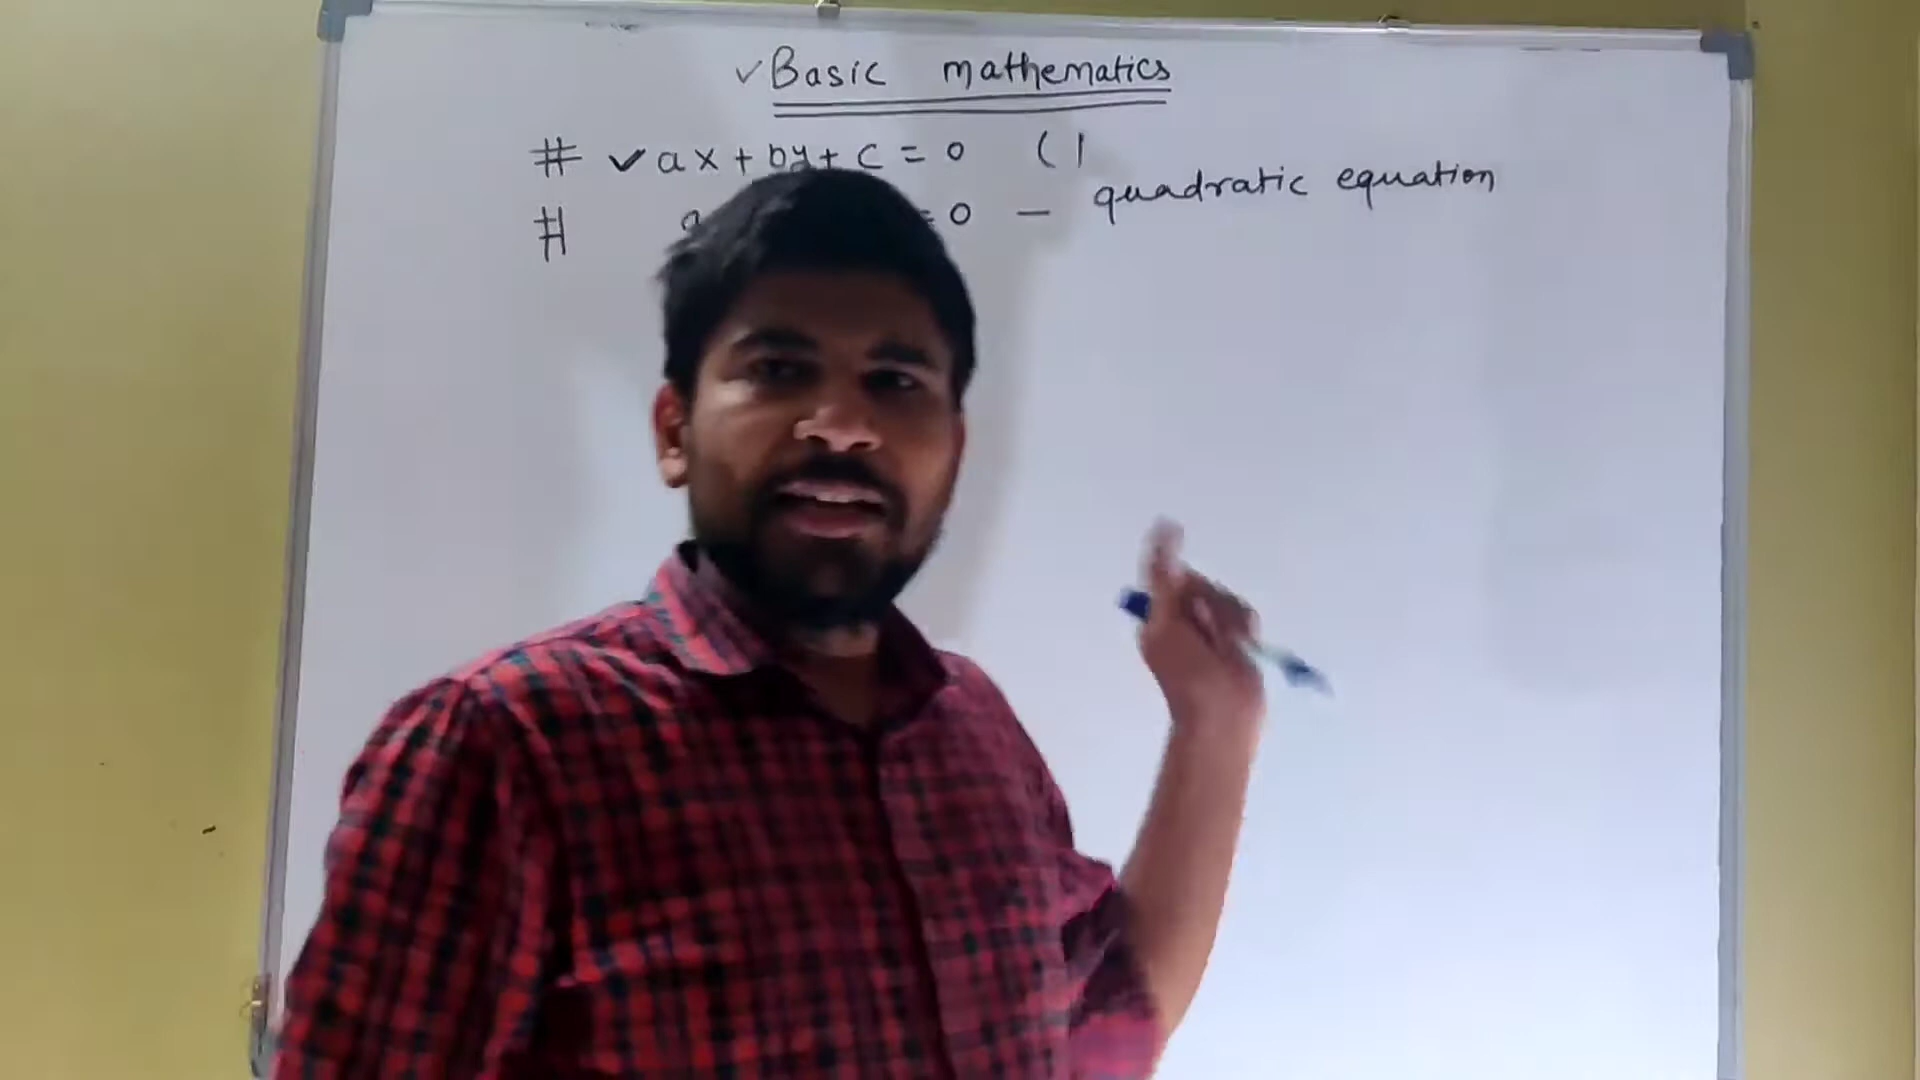 ✓ Basic mathematics
# ✓ ax + by + c = 0 (1
# a = 0 — quadratic equation